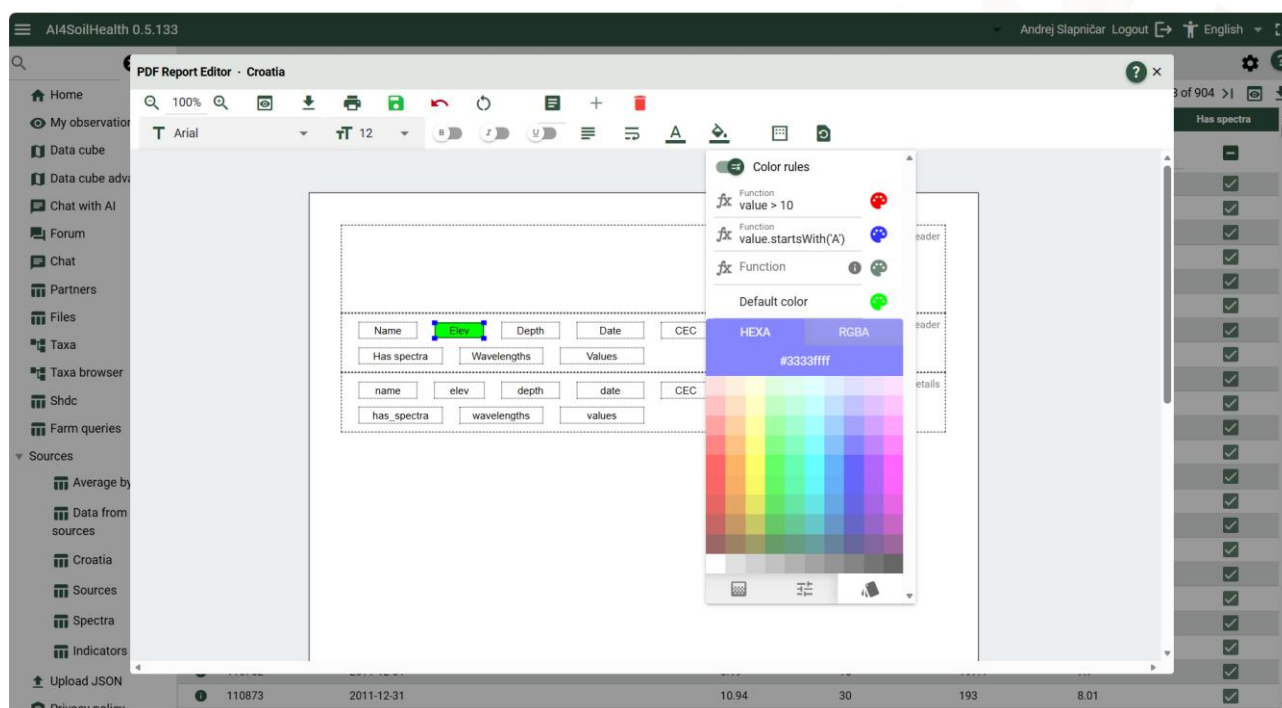 AI4SoilHealth 0.5.133
Andrej Slapničar Logout
English
PDF Report Editor · Croatia
Home
My observation
Data cube
Data cube adva
Chat with AI
Forum
Chat
Partners
Files
Taxa
Taxa browser
Shdc
Farm queries
Sources
Average by
Data from
sources
Croatia
Sources
Spectra
Indicators
Upload JSON
Privacy policy
100%
Arial
12
B
I
U
Color rules
Function
value > 10
Function
value.startsWith('A')
Function
Default color
HEXA
RGBA
#3333ffff
eader
Name
Elev
Depth
Date
CEC
eader
Has spectra
Wavelengths
Values
name
elev
depth
date
CEC
etails
has_spectra
wavelengths
values
of 904
Has spectra
110873
2011-12-31
10.94
30
193
8.01